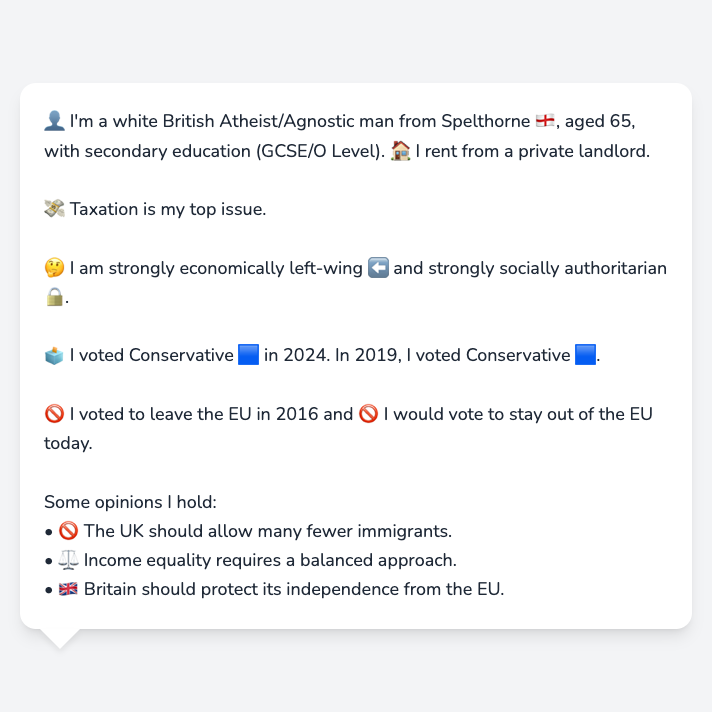 👤 I'm a white British Atheist/Agnostic man from Spelthorne 🏴󠁧󠁢󠁥󠁮󠁧󠁿, aged 65,
with secondary education (GCSE/O Level). 🏠 I rent from a private landlord.
💸 Taxation is my top issue.
🤔 I am strongly economically left-wing ⬅️ and strongly socially authoritarian
🔒.
🗳️ I voted Conservative 🟦 in 2024. In 2019, I voted Conservative 🟦.
🚫 I voted to leave the EU in 2016 and 🚫 I would vote to stay out of the EU
today.
Some opinions I hold:
• 🚫 The UK should allow many fewer immigrants.
• ⚖️ Income equality requires a balanced approach.
• 🇬🇧 Britain should protect its independence from the EU.